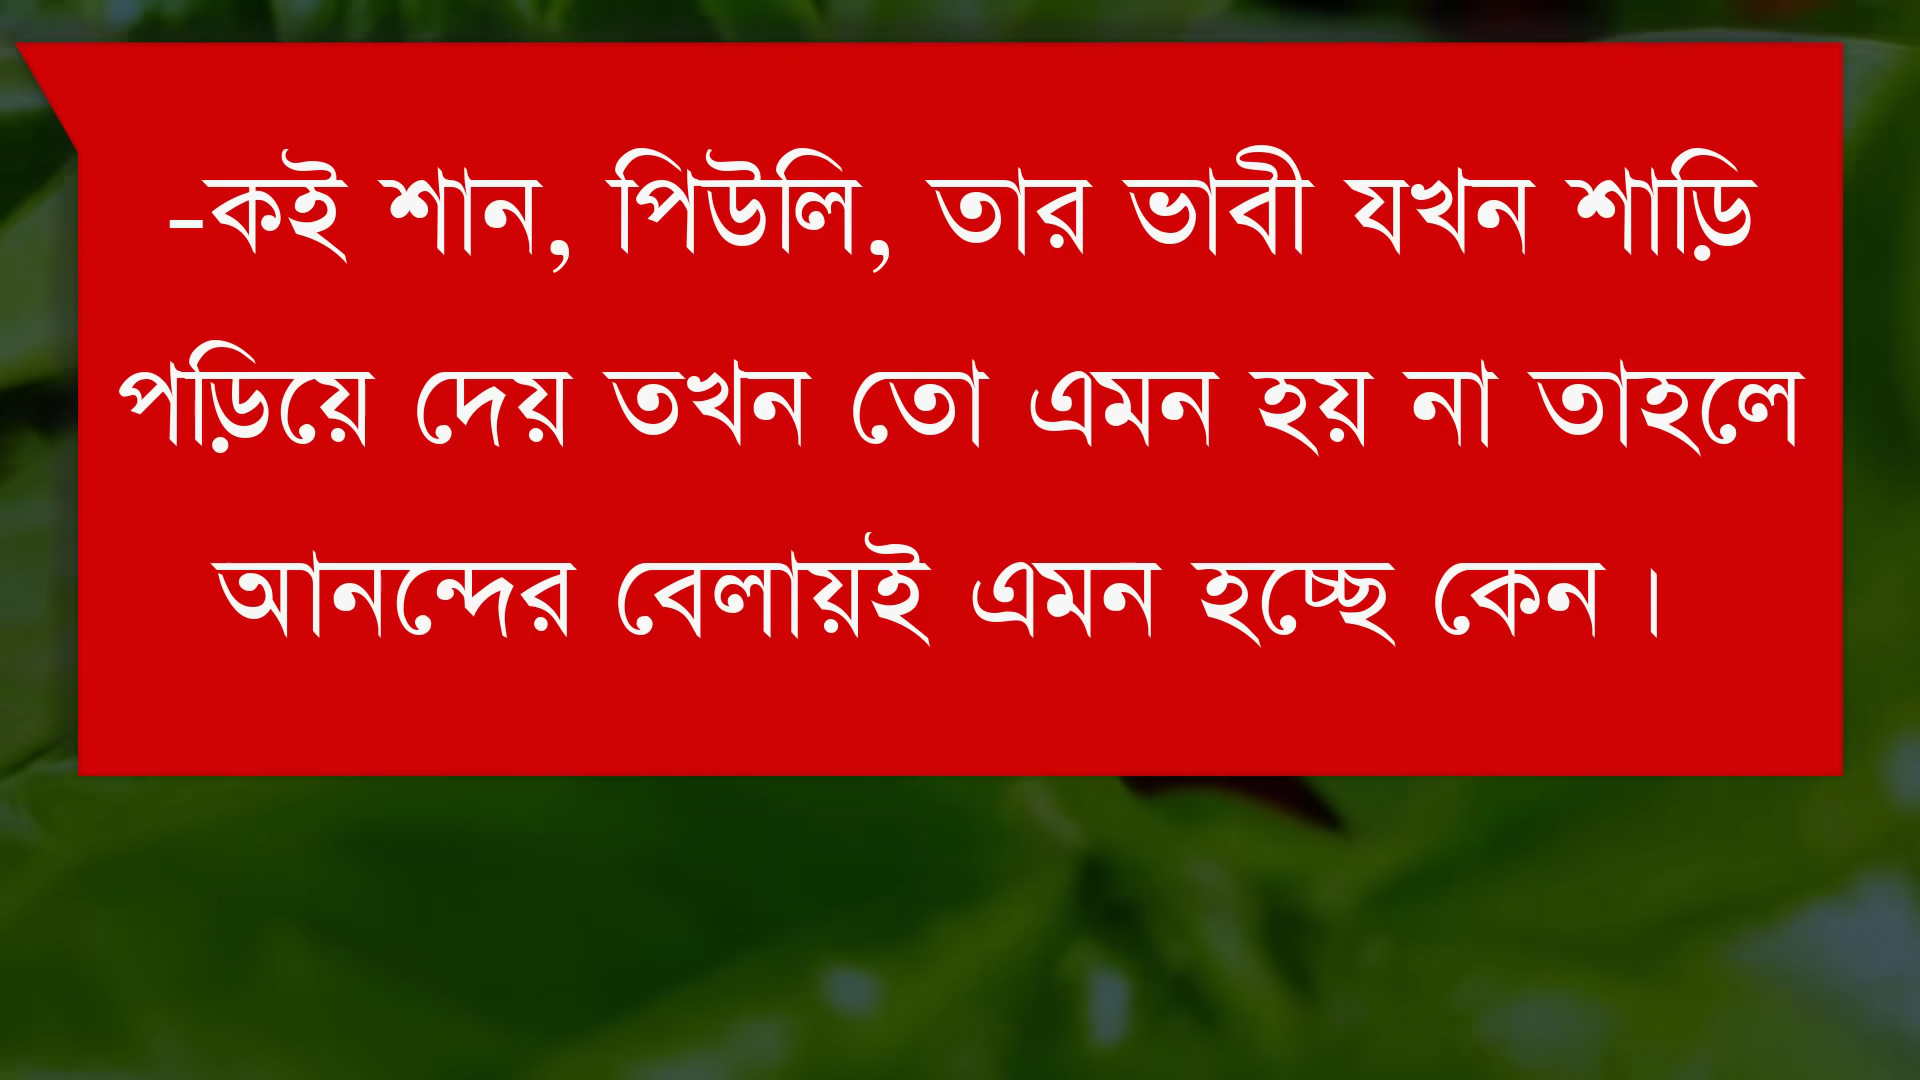 -কই শান, পিউলি, তার ভাবী যখন শাড়ি
পড়িয়ে দেয় তখন তো এমন হয় না তাহলে
আনন্দের বেলায়ই এমন হচ্ছে কেন।